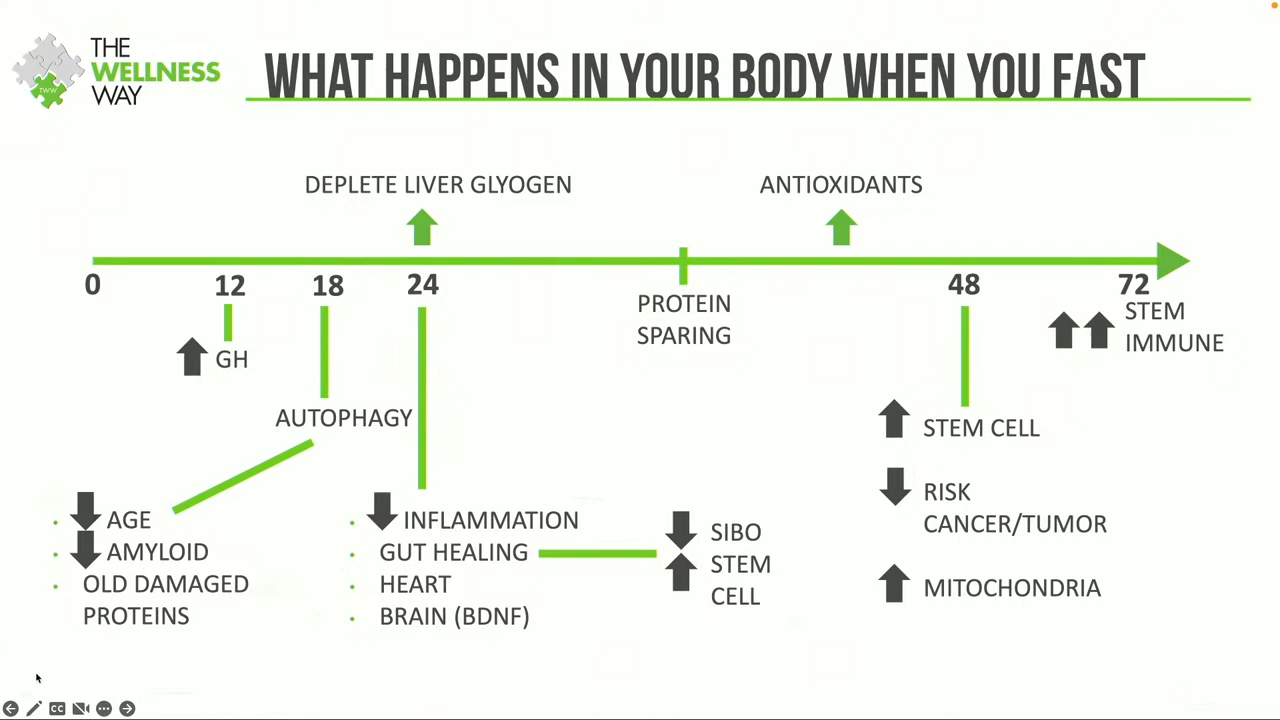 THE
WELLNESS
WAY
TWW
WHAT HAPPENS IN YOUR BODY WHEN YOU FAST
DEPLETE LIVER GLYOGEN
ANTIOXIDANTS
0
12
18
24
48
72
PROTEIN
SPARING
STEM
IMMUNE
GH
AUTOPHAGY
STEM CELL
RISK
CANCER/TUMOR
MITOCHONDRIA
AGE
AMYLOID
OLD DAMAGED
PROTEINS
INFLAMMATION
GUT HEALING
HEART
BRAIN (BDNF)
SIBO
STEM
CELL
CC